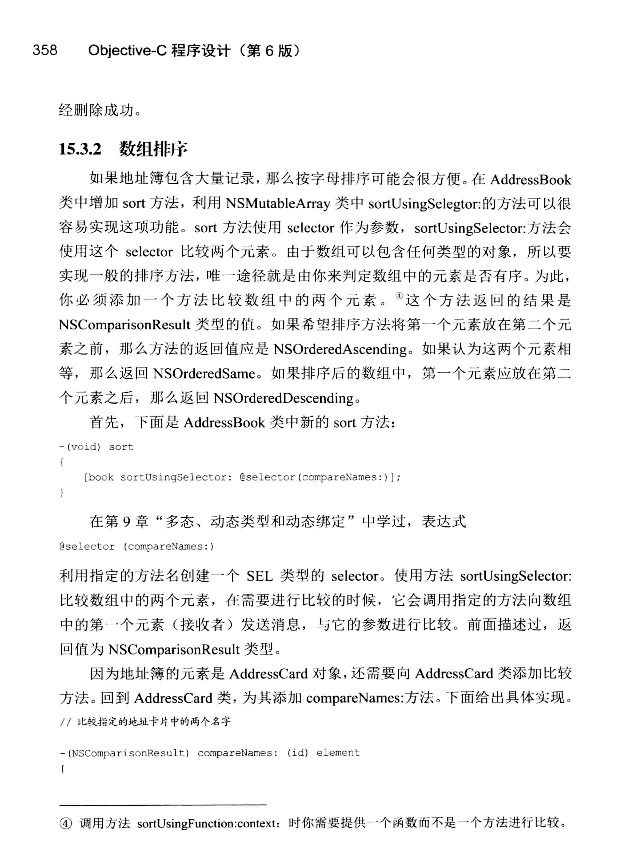 358 Objective-C 程序设计（第 6 版）
经删除成功。
15.3.2 数组排序
如果地址簿包含大量记录，那么按字母排序可能会很方便。在 AddressBook
类中增加 sort 方法，利用 NSMutableArray 类中 sortUsingSelegtor:的方法可以很
容易实现这项功能。sort 方法使用 selector 作为参数，sortUsingSelector:方法会
使用这个 selector 比较两个元素。由于数组可以包含任何类型的对象，所以要
实现一般的排序方法，唯一途径就是由你来判定数组中的元素是否有序。为此，
你必须添加一个方法比较数组中的两个元素。④这个方法返回的结果是
NSComparisonResult 类型的值。如果希望排序方法将第一个元素放在第二个元
素之前，那么方法的返回值应是 NSOrderedAscending。如果认为这两个元素相
等，那么返回 NSOrderedSame。如果排序后的数组中，第一个元素应放在第二
个元素之后，那么返回 NSOrderedDescending。
首先，下面是 AddressBook 类中新的 sort 方法：
-(void) sort
{
[book sortUsingSelector: @selector(compareNames:)];
}
在第 9 章“多态、动态类型和动态绑定”中学过，表达式
@selector (compareNames:)
利用指定的方法名创建一个 SEL 类型的 selector。使用方法 sortUsingSelector:
比较数组中的两个元素，在需要进行比较的时候，它会调用指定的方法向数组
中的第一个元素（接收者）发送消息，与它的参数进行比较。前面描述过，返
回值为 NSComparisonResult 类型。
因为地址簿的元素是 AddressCard 对象，还需要向 AddressCard 类添加比较
方法。回到 AddressCard 类，为其添加 compareNames:方法。下面给出具体实现。
// 比较指定的地址卡片中的两个名字
-(NSComparisonResult) compareNames: (id) element
{
④ 调用方法 sortUsingFunction:context：时你需要提供一个函数而不是一个方法进行比较。